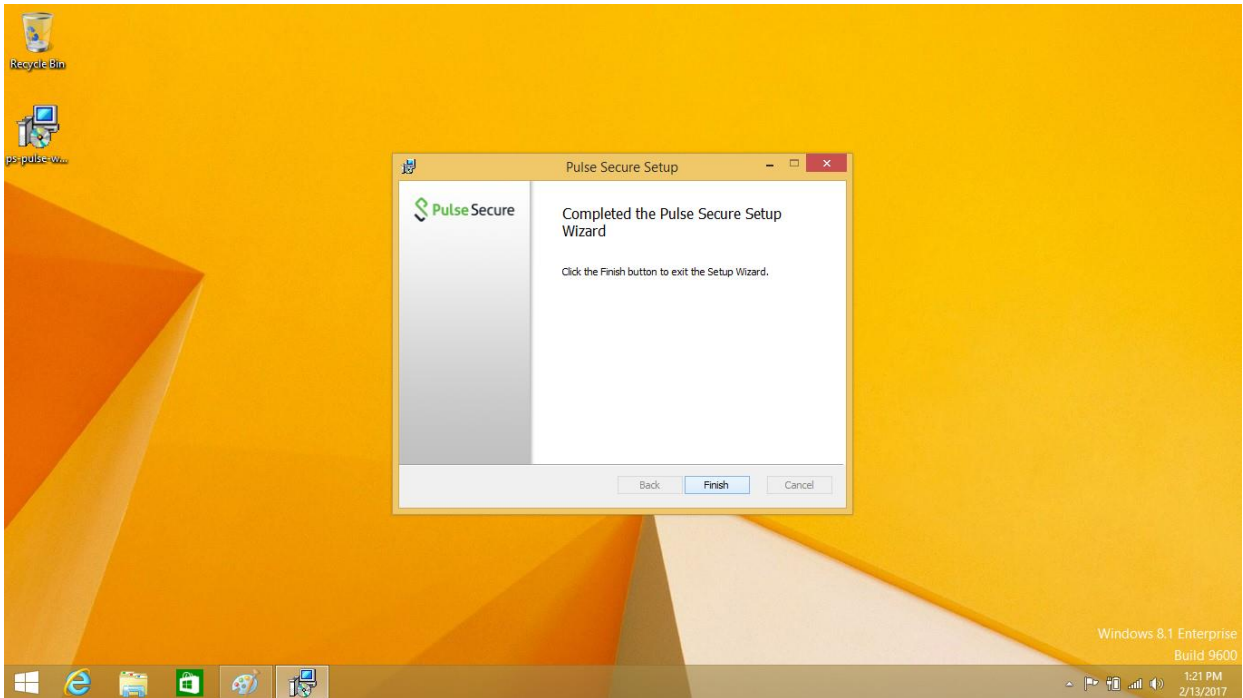 Recycle Bin
ps-pulse-w...
Pulse Secure Setup
Pulse Secure
Completed the Pulse Secure Setup
Wizard
Click the Finish button to exit the Setup Wizard.
Back
Finish
Cancel
Windows 8.1 Enterprise
Build 9600
1:21 PM
2/13/2017